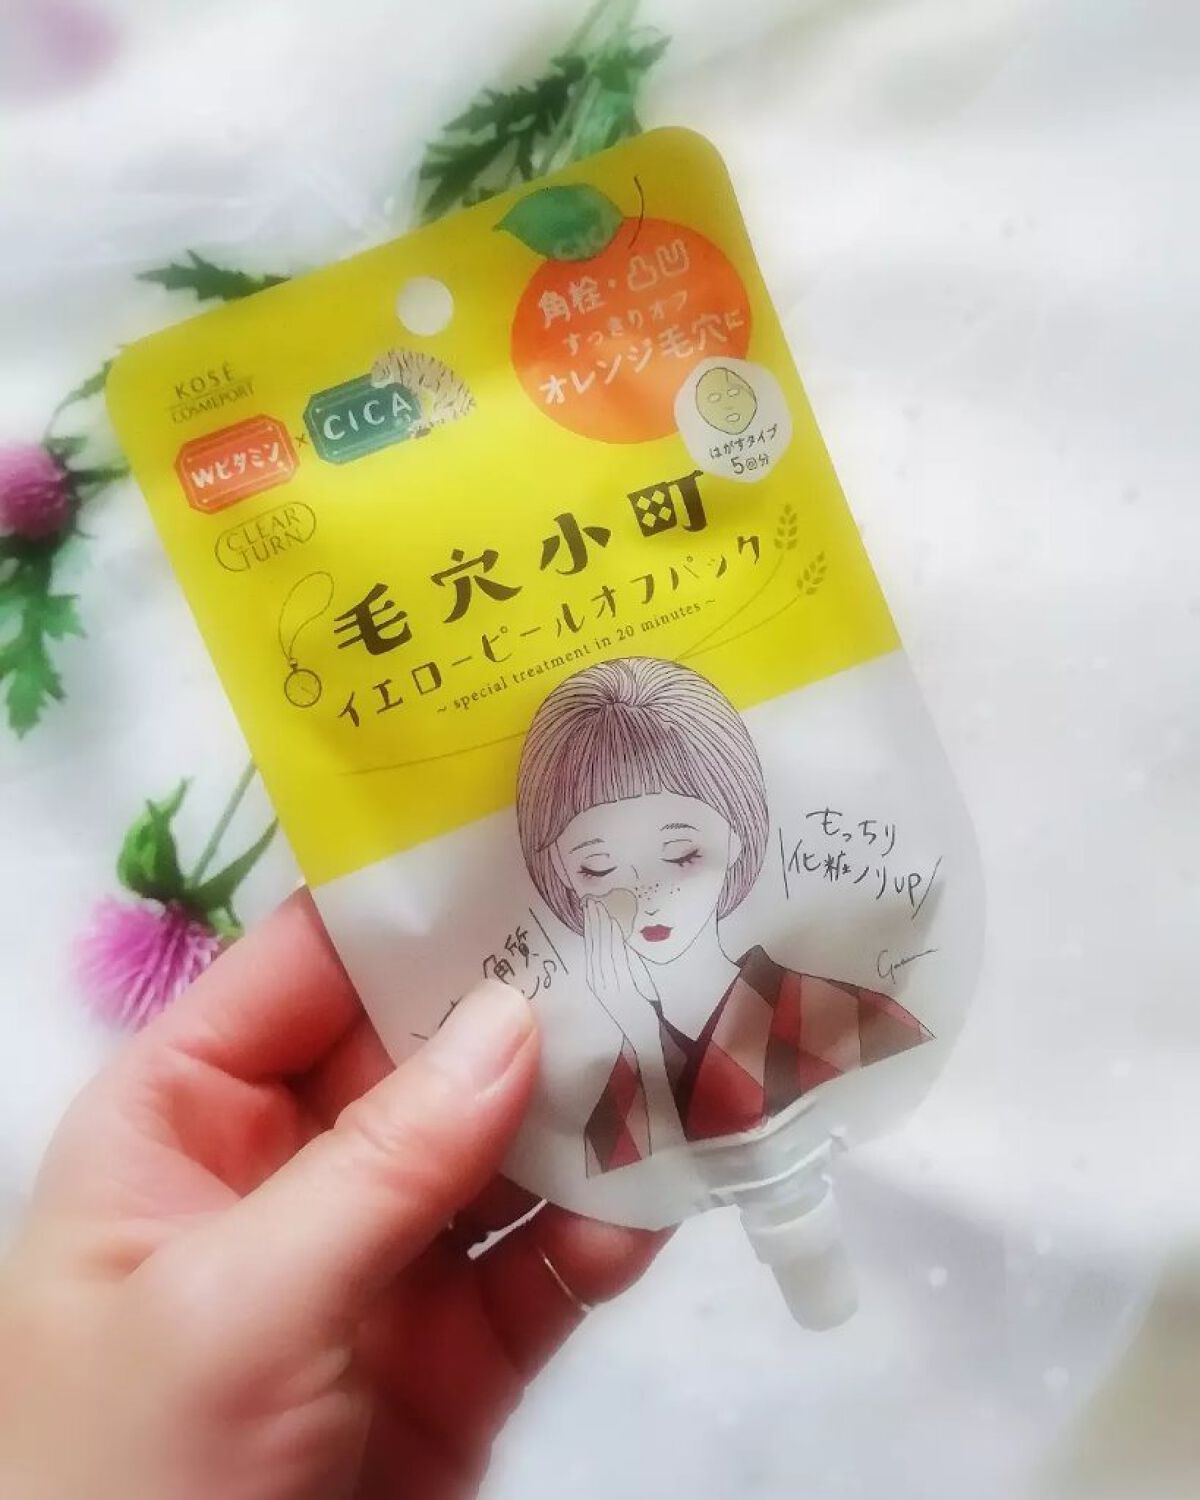 角栓・凸凹
すっきりオフ
オレンジ毛穴に
KOSÉ
COSMEPORT
Wビタミン
×
CICA
はがすタイプ
5回分
CLEAR
TURN
毛穴小町
イエローピールオフパック
~ special treatment in 20 minutes ~
もっちり
化粧ノリUP
角質